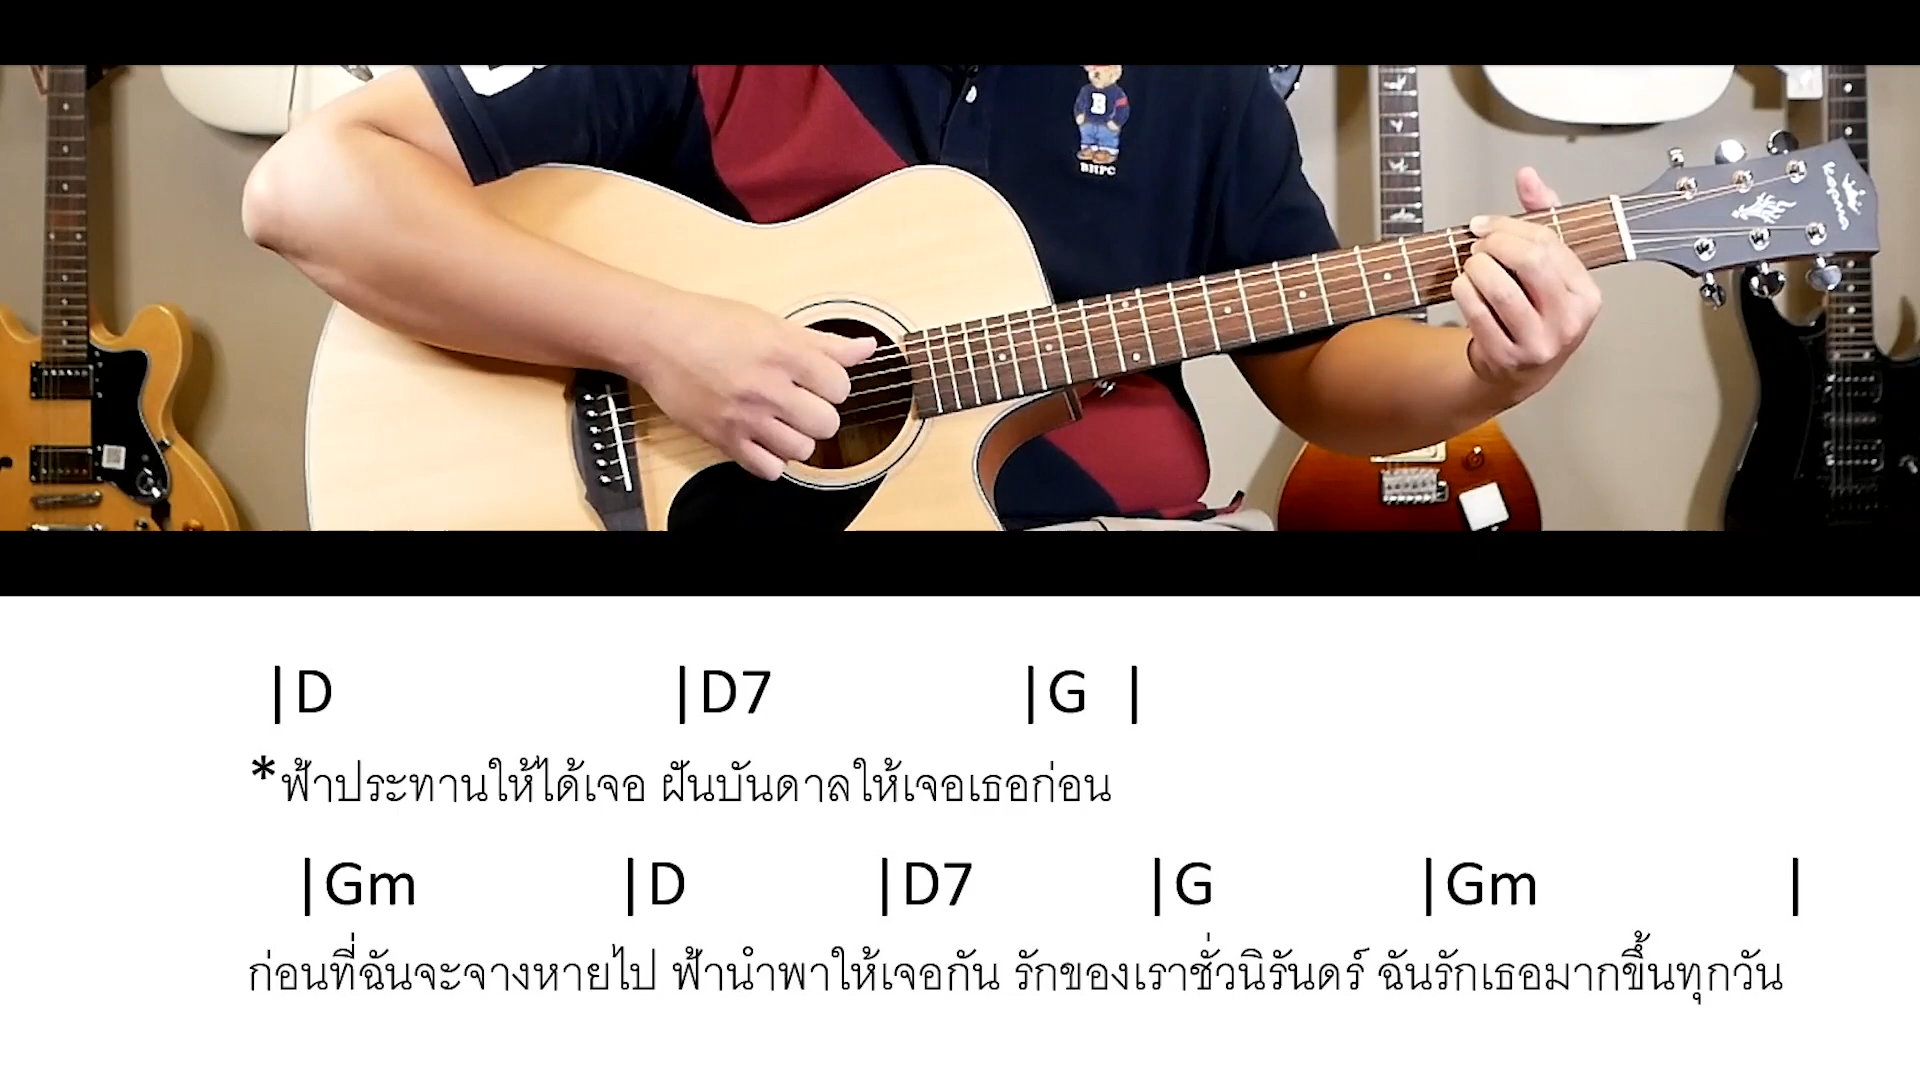 B
BHPC
Kepma
|D |D7 |G |
*ฟ้าประทานให้ได้เจอ ฝันบันดาลให้เจอเธอก่อน
|Gm |D |D7 |G |Gm |
ก่อนที่ฉันจะจางหายไป ฟ้านำพาให้เจอกัน รักของเราชั่วนิรันดร์ ฉันรักเธอมากขึ้นทุกวัน